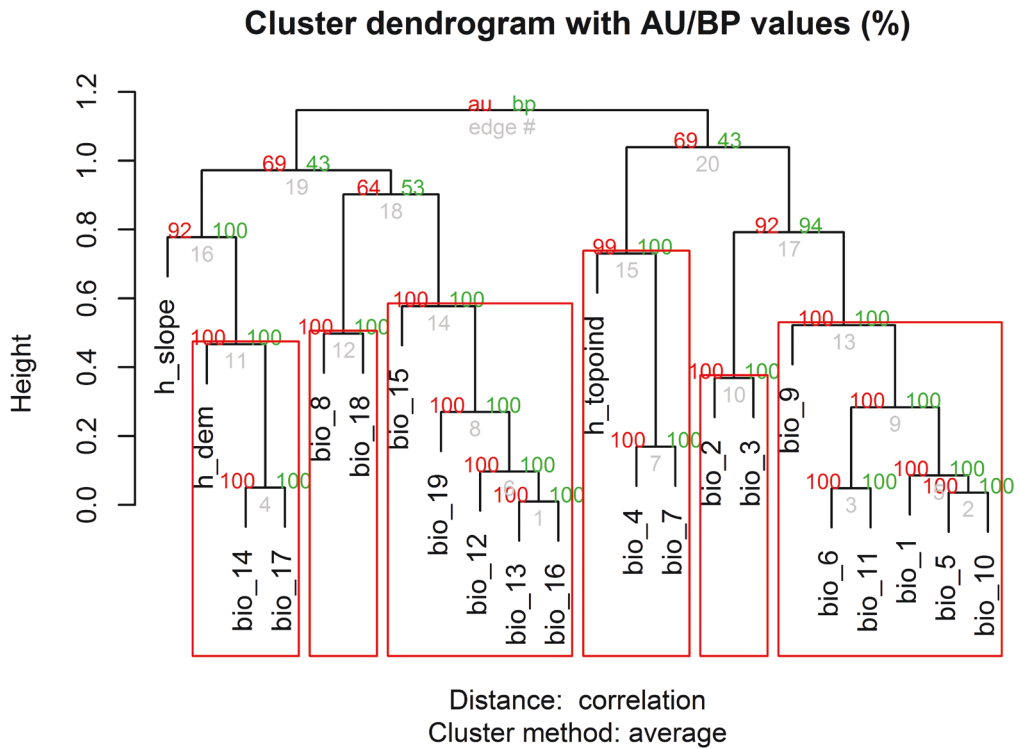 Cluster dendrogram with AU/BP values (%)
Height
1.2
1.0
0.8
0.6
0.4
0.2
0.0
au bp
edge #
69 43
20
69 43
19
64 53
18
92 94
17
92 100
16
99 100
15
100 100
14
100 100
13
100 100
12
100 100
11
100 100
10
100 100
9
100 100
8
100 100
7
100 100
6
100 100
5
100 100
4
100 100
3
100 100
2
100 100
1
h_slope
h_dem
bio_14
bio_17
bio_8
bio_18
bio_15
bio_19
bio_12
bio_13
bio_16
h_topoind
bio_4
bio_7
bio_2
bio_3
bio_9
bio_6
bio_11
bio_1
bio_5
bio_10
Distance: correlation
Cluster method: average